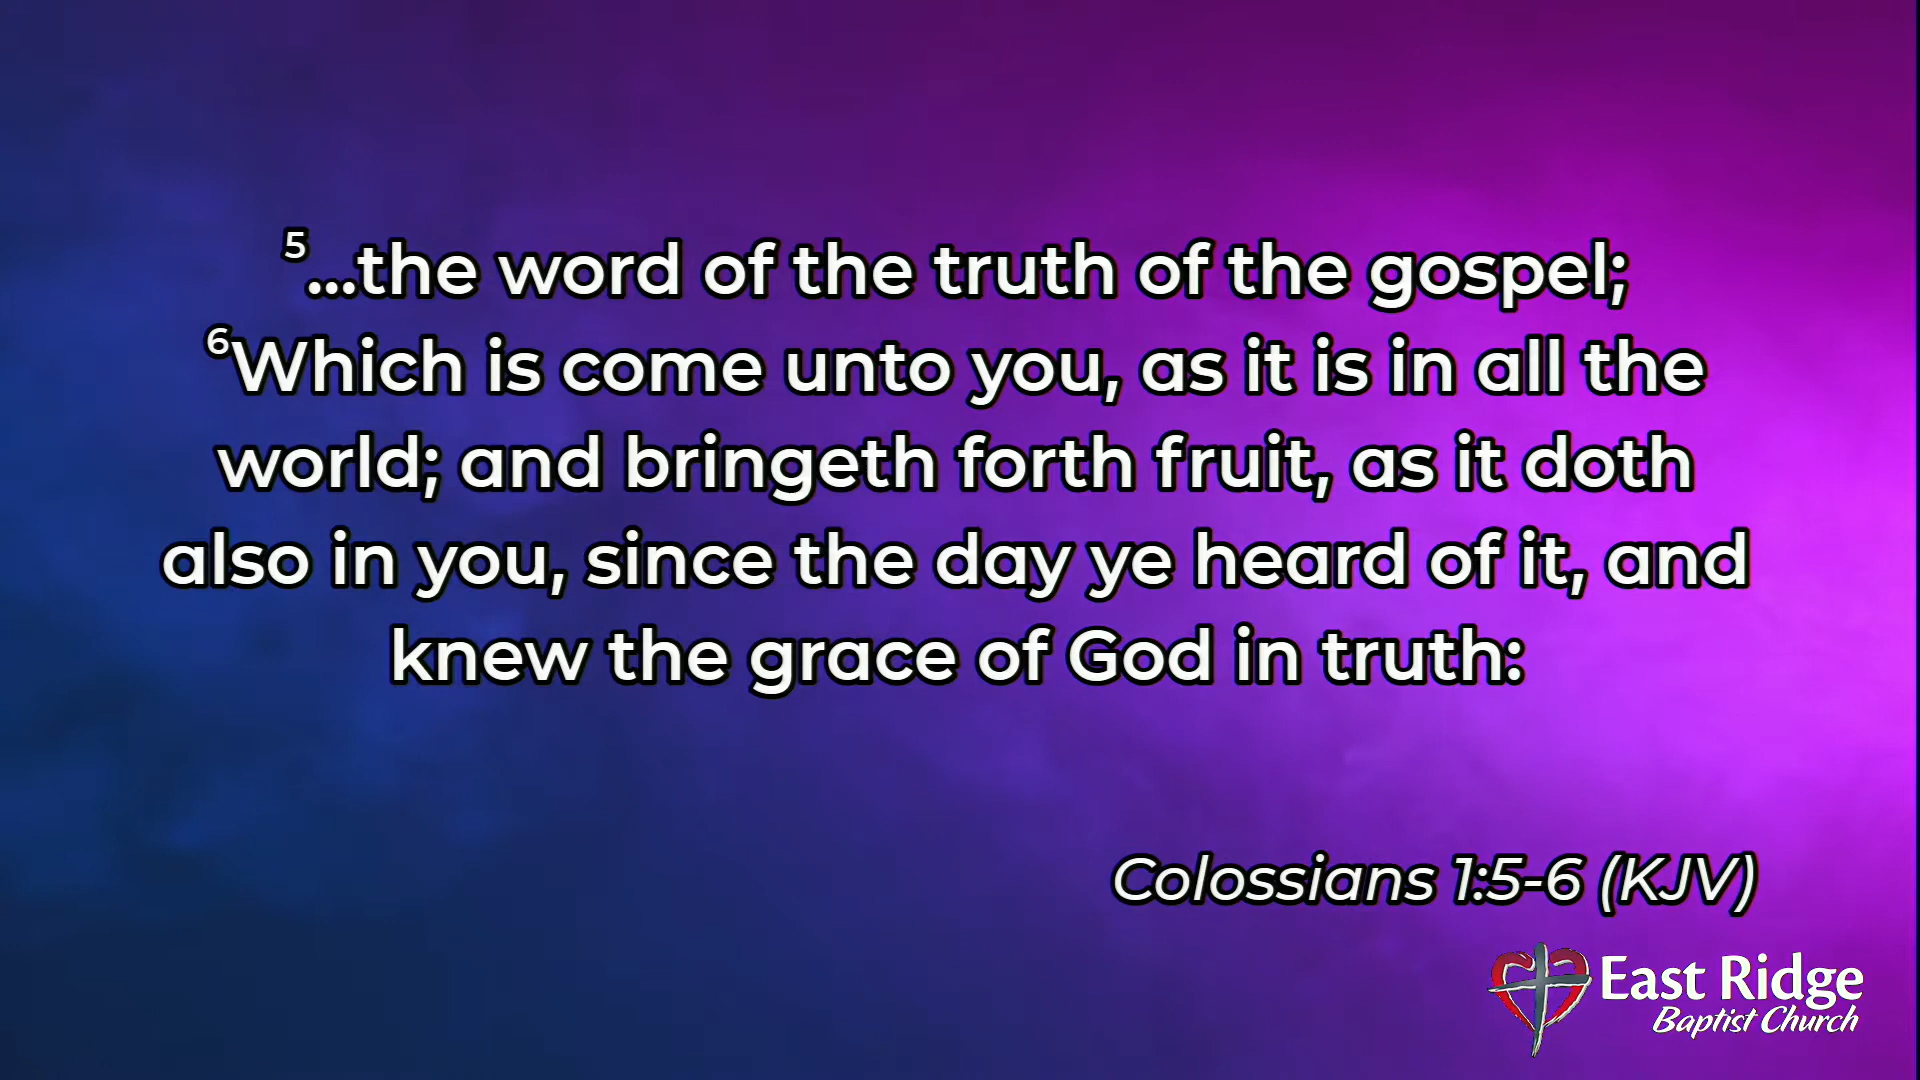 ⁵...the word of the truth of the gospel;
⁶Which is come unto you, as it is in all the
world; and bringeth forth fruit, as it doth
also in you, since the day ye heard of it, and
knew the grace of God in truth:
Colossians 1:5-6 (KJV)
East Ridge
Baptist Church